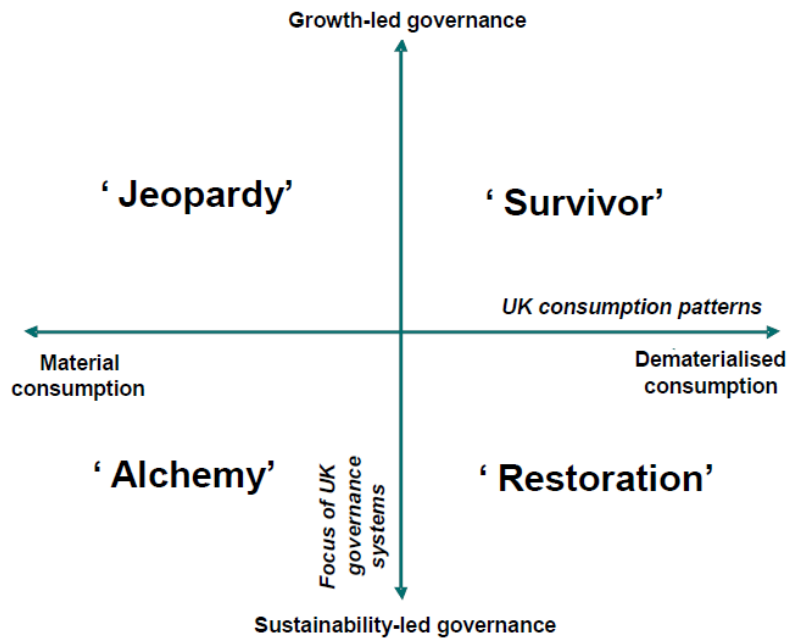 Growth-led governance
‘ Jeopardy’
‘ Survivor’
UK consumption patterns
Material
consumption
Dematerialised
consumption
‘ Alchemy’
‘ Restoration’
Focus of UK
governance
systems
Sustainability-led governance